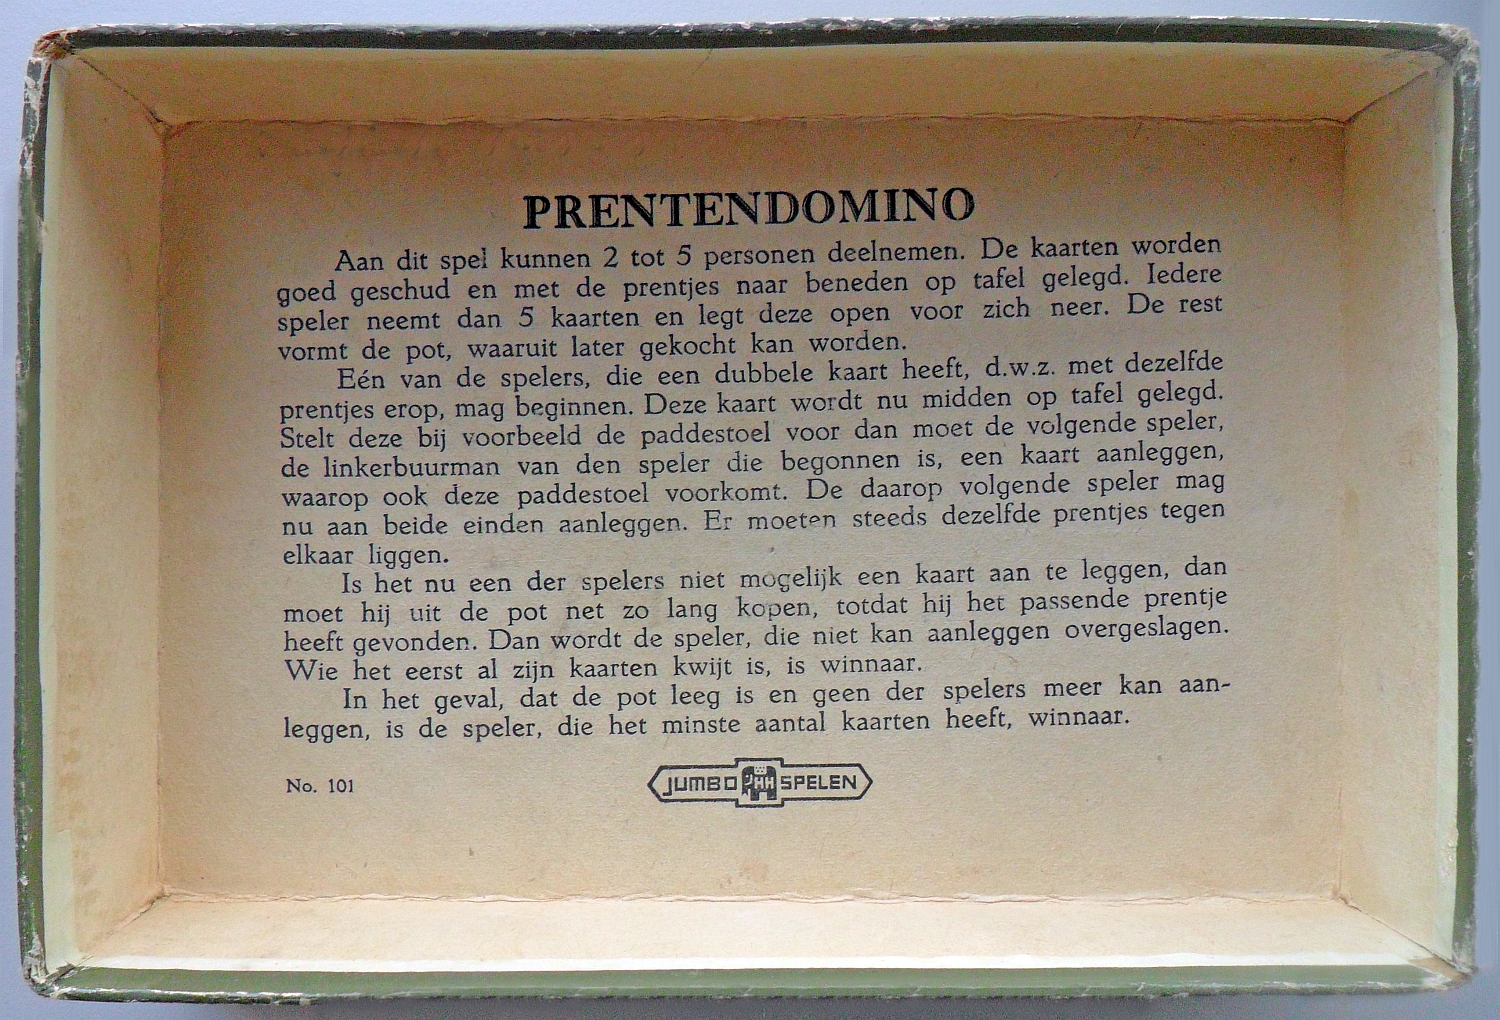 PRENTENDOMINO
Aan dit spel kunnen 2 tot 5 personen deelnemen. De kaarten worden
goed geschud en met de prentjes naar beneden op tafel gelegd. Iedere
speler neemt dan 5 kaarten en legt deze open voor zich neer. De rest
vormt de pot, waaruit later gekocht kan worden.
Eén van de spelers, die een dubbele kaart heeft, d.w.z. met dezelfde
prentjes erop, mag beginnen. Deze kaart wordt nu midden op tafel gelegd.
Stelt deze bij voorbeeld de paddestoel voor dan moet de volgende speler,
de linkerbuurman van den speler die begonnen is, een kaart aanleggen,
waarop ook deze paddestoel voorkomt. De daarop volgende speler mag
nu aan beide einden aanleggen. Er moeten steeds dezelfde prentjes tegen
elkaar liggen.
Is het nu een der spelers niet mogelijk een kaart aan te leggen, dan
moet hij uit de pot net zo lang kopen, totdat hij het passende prentje
heeft gevonden. Dan wordt de speler, die niet kan aanleggen overgeslagen.
Wie het eerst al zijn kaarten kwijt is, is winnaar.
In het geval, dat de pot leeg is en geen der spelers meer kan aan-
leggen, is de speler, die het minste aantal kaarten heeft, winnaar.
No. 101
JUMBO HH SPELEN